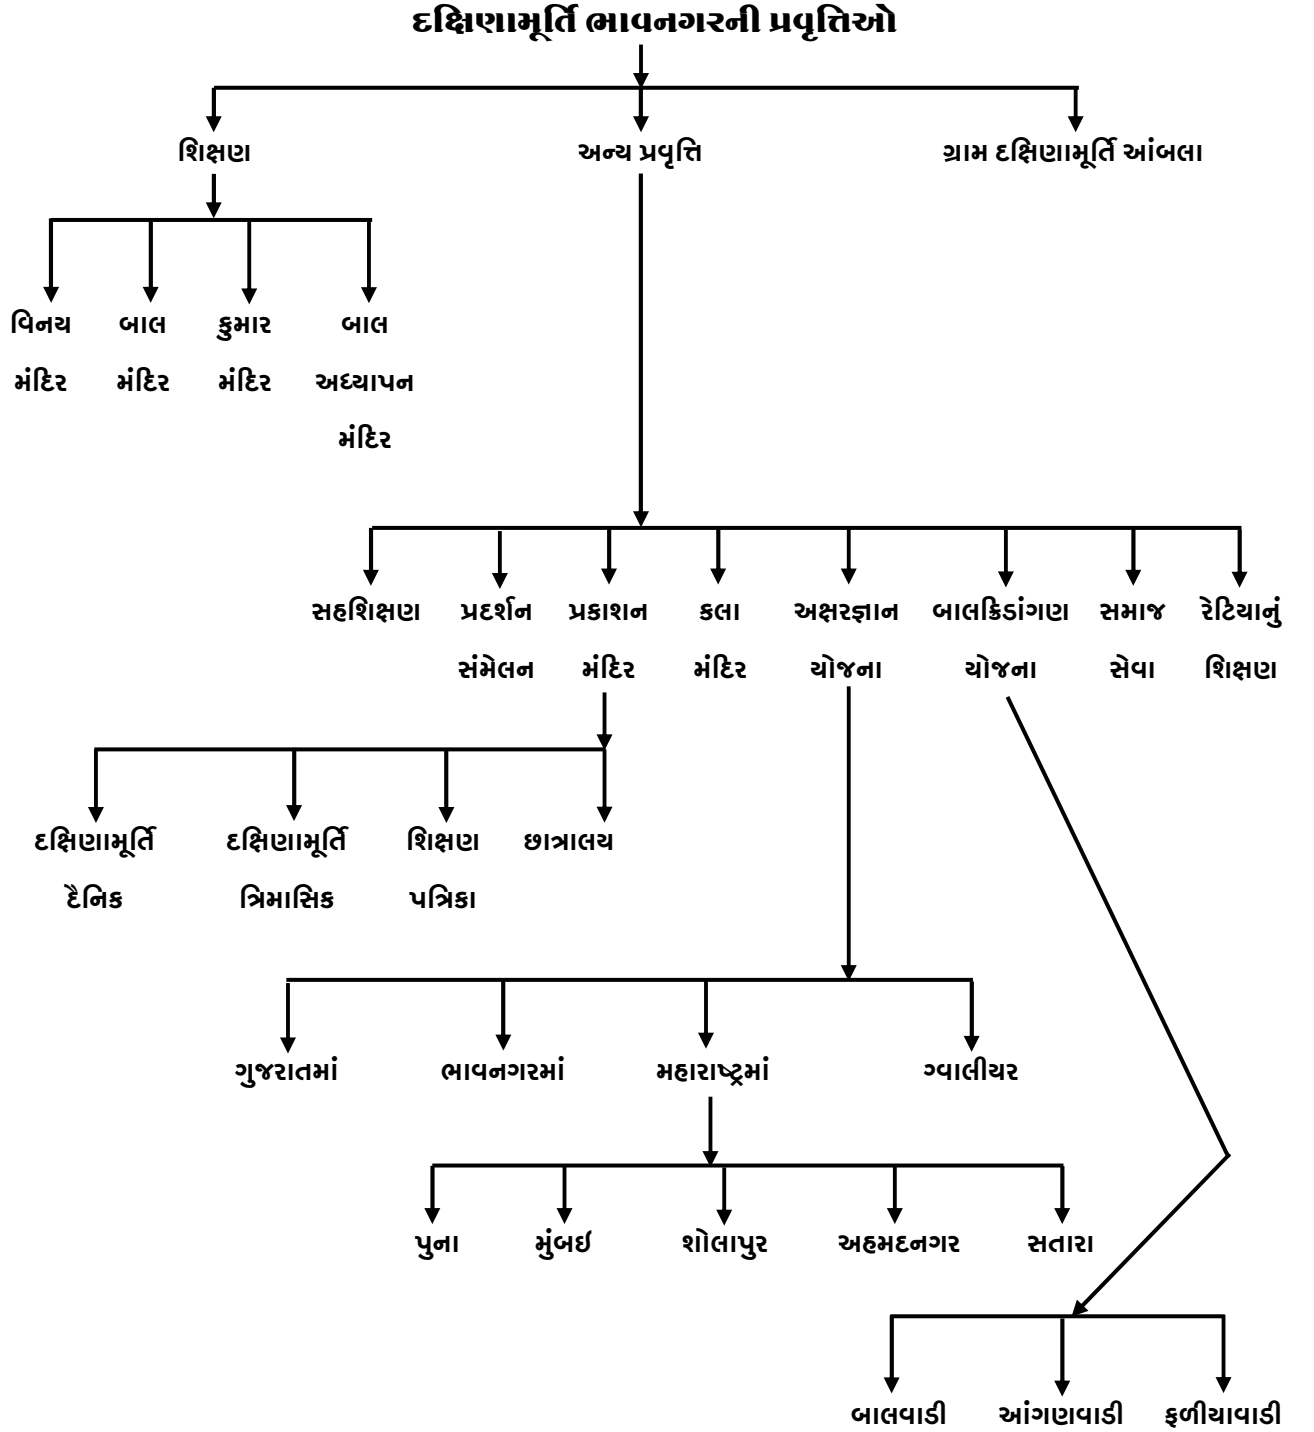 દક્ષિણામૂર્તિ ભાવનગરની પ્રવૃત્તિઓ
શિક્ષણ અન્ય પ્રવૃત્તિ ગ્રામ દક્ષિણામૂર્તિ આંબલા
વિનય બાલ કુમાર બાલ
મંદિર મંદિર મંદિર અધ્યાપન
મંદિર
સહશિક્ષણ પ્રદર્શન પ્રકાશન કલા અક્ષરજ્ઞાન બાલક્રિડાંગણ સમાજ રેટિયાનું
સંમેલન મંદિર મંદિર યોજના યોજના સેવા શિક્ષણ
દક્ષિણામૂર્તિ દક્ષિણામૂર્તિ શિક્ષણ છાત્રાલય
દૈનિક ત્રિમાસિક પત્રિકા
ગુજરાતમાં ભાવનગરમાં મહારાષ્ટ્રમાં ગ્વાલીયર
પુના મુંબઇ શોલાપુર અહમદનગર સતારા
બાલવાડી આંગણવાડી ફળીયાવાડી